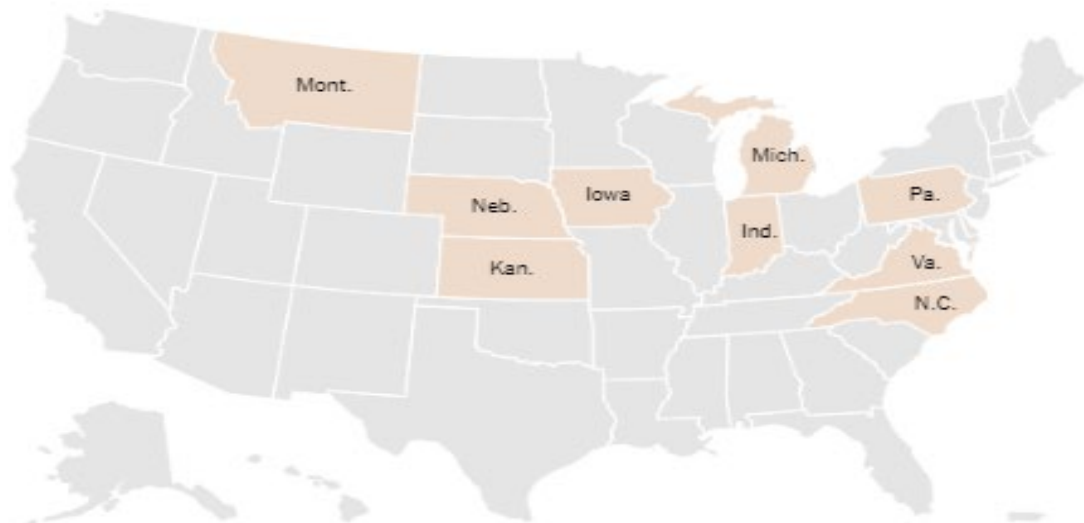 Mont.
Mich.
Iowa
Pa.
Neb.
Ind.
Va.
Kan.
N.C.